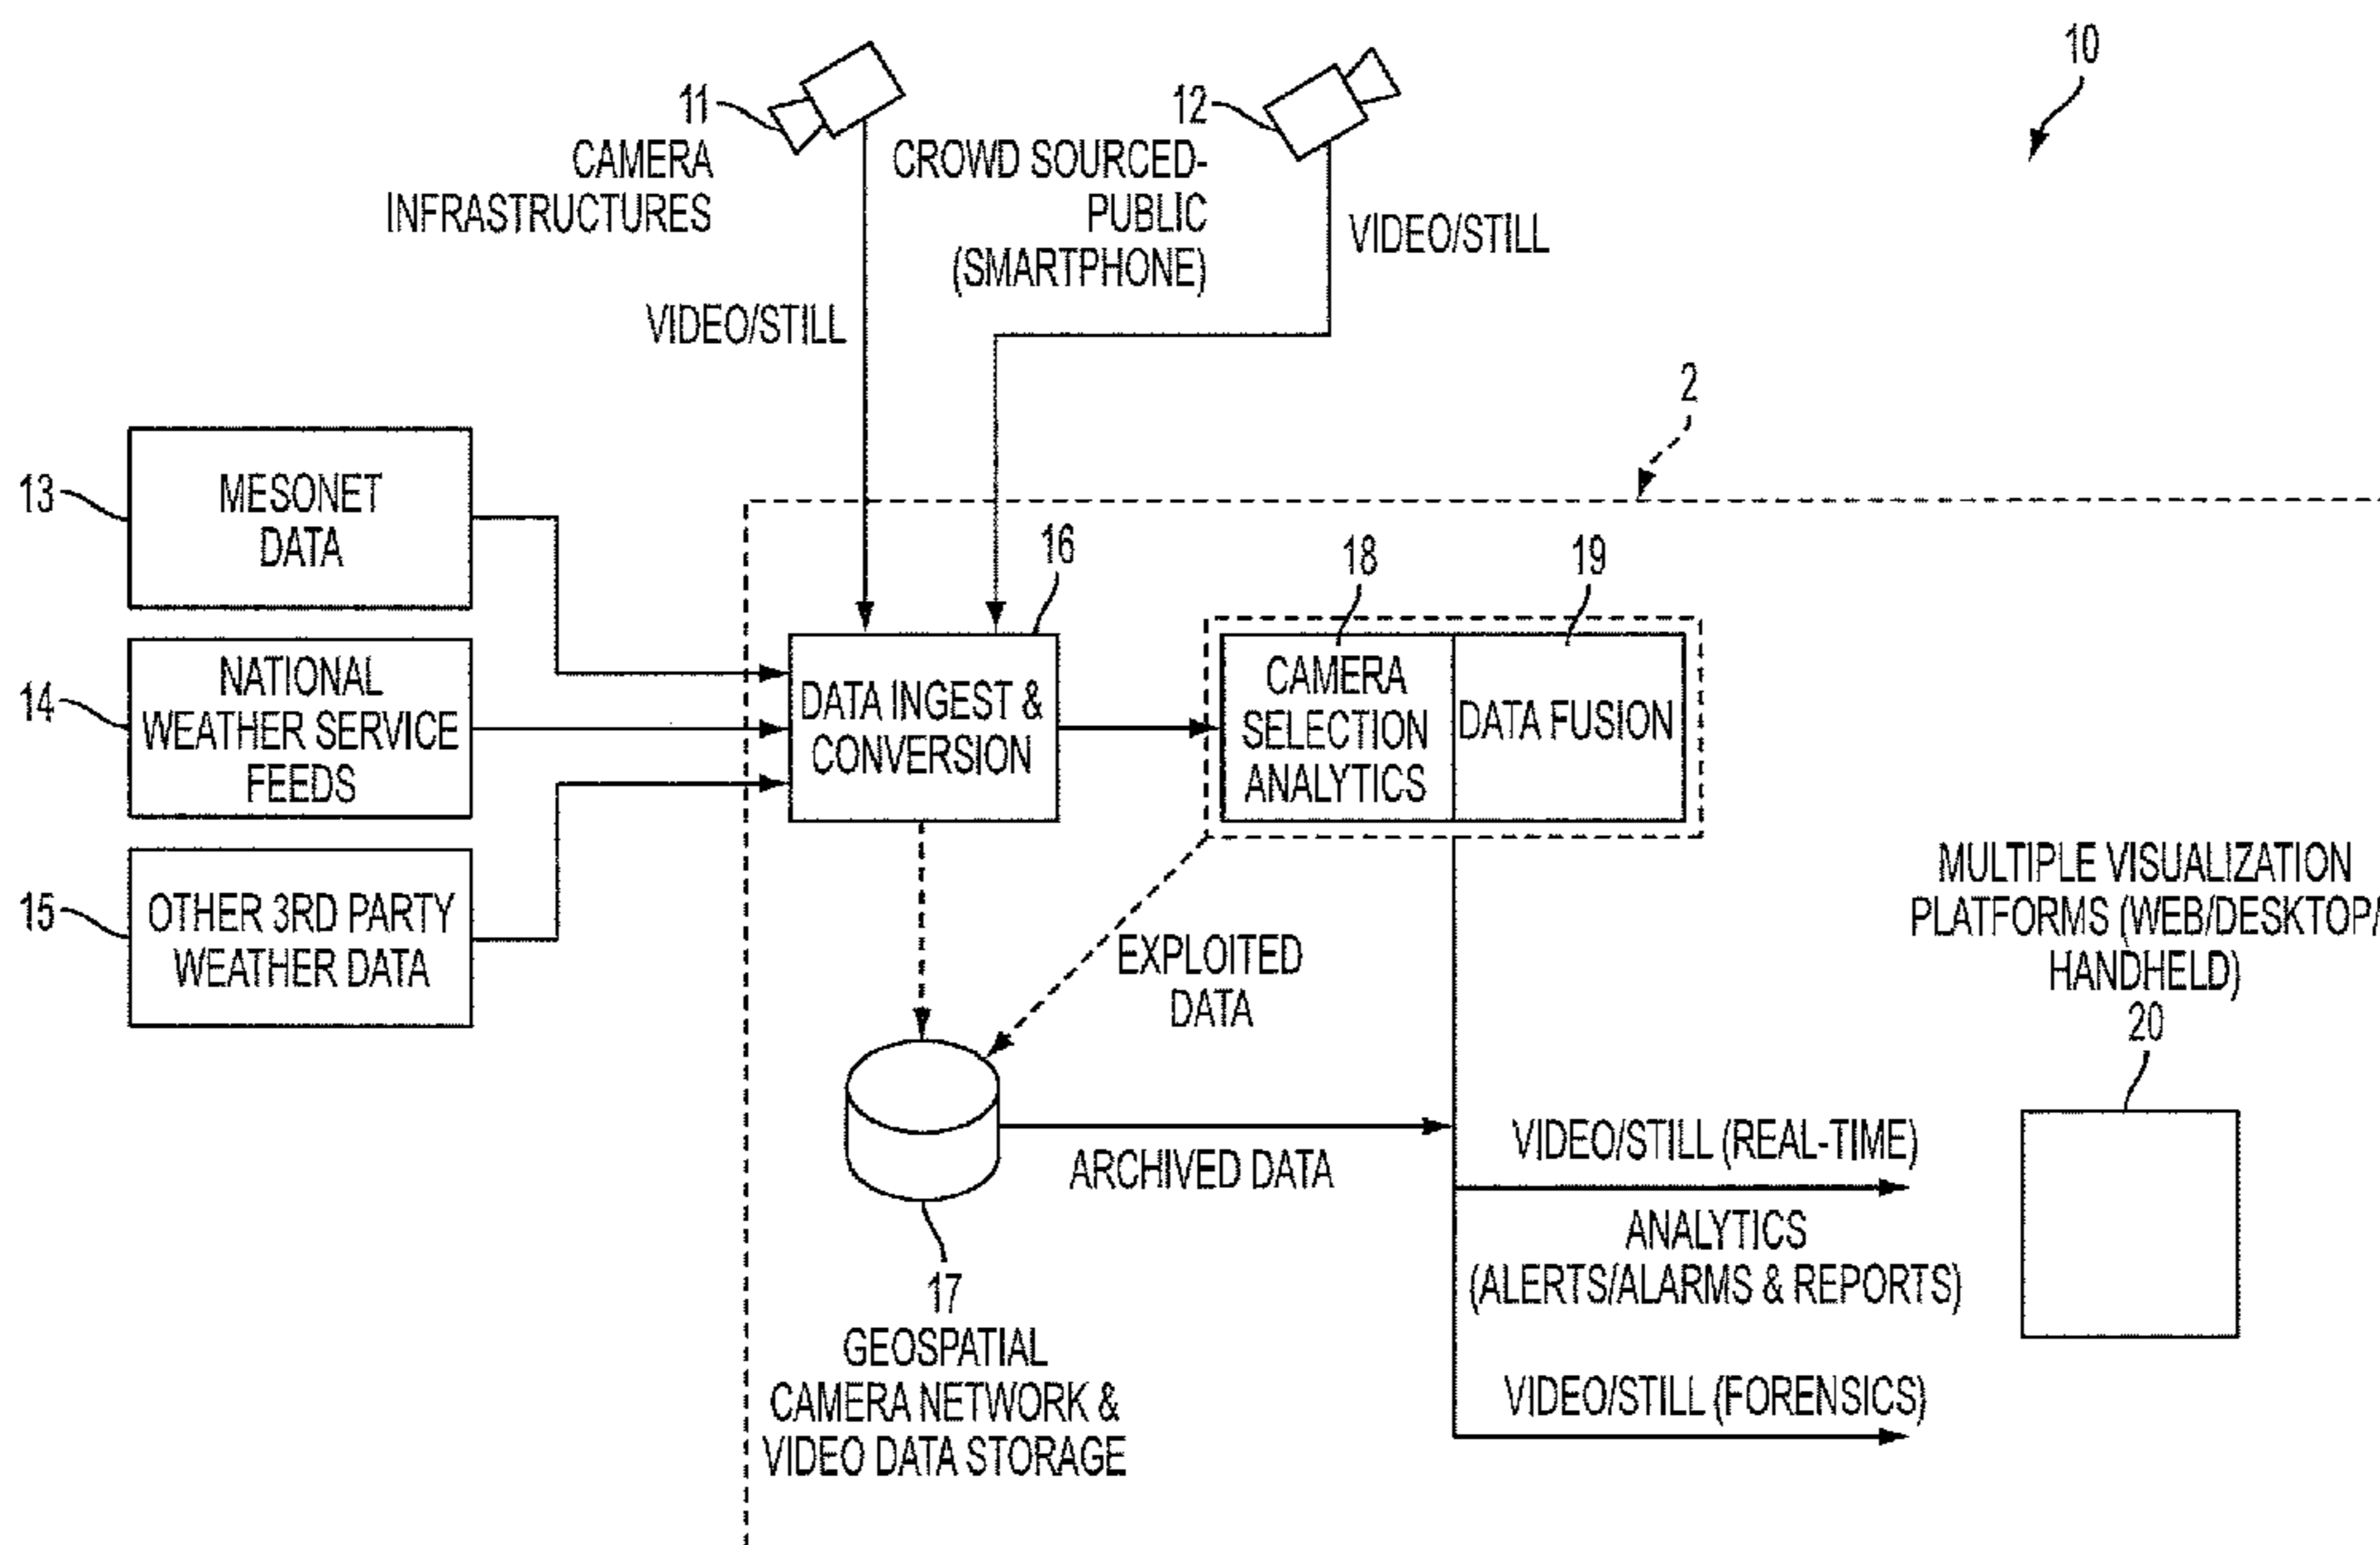 10
11
CAMERA
INFRASTRUCTURES
VIDEO/STILL
12
CROWD SOURCED-
PUBLIC
(SMARTPHONE)
VIDEO/STILL
2
13
MESONET
DATA
14
NATIONAL
WEATHER SERVICE
FEEDS
15
OTHER 3RD PARTY
WEATHER DATA
16
DATA INGEST &
CONVERSION
18
CAMERA
SELECTION
ANALYTICS
19
DATA FUSION
EXPLOITED
DATA
MULTIPLE VISUALIZATION
PLATFORMS (WEB/DESKTOP/
HANDHELD)
20
ARCHIVED DATA
17
GEOSPATIAL
CAMERA NETWORK &
VIDEO DATA STORAGE
VIDEO/STILL (REAL-TIME)
ANALYTICS
(ALERTS/ALARMS & REPORTS)
VIDEO/STILL (FORENSICS)